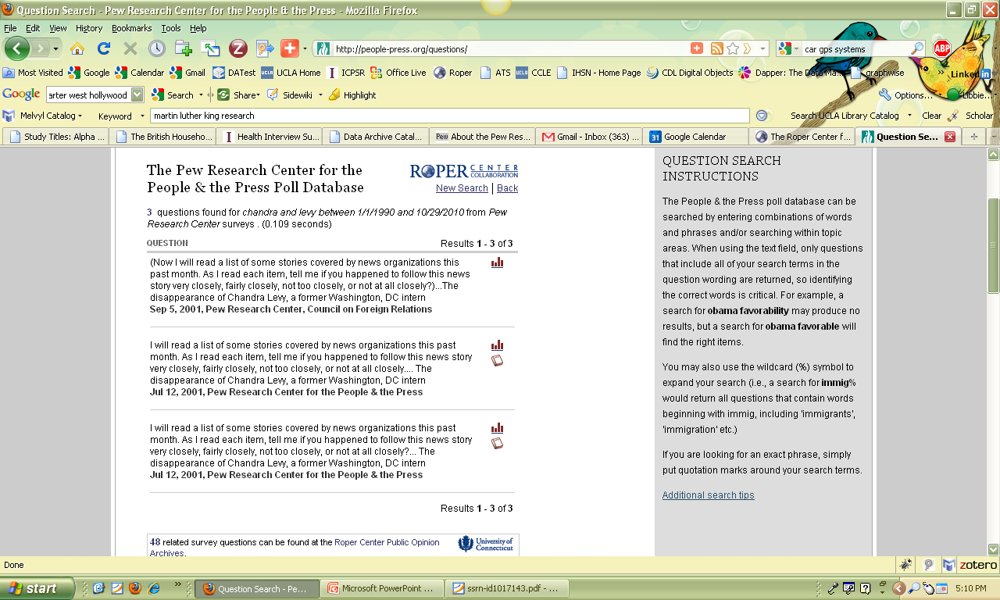 Question Search - Pew Research Center for the People & the Press - Mozilla Firefox
File Edit View History Bookmarks Tools Help
http://people-press.org/questions/
car gps systems
ABP
Most Visited Google Calendar Gmail DATest UCLA Home ICPSR Office Live Roper ATS CCLE IHSN - Home Page CDL Digital Objects Dapper: The Data Ma... graphwise
Linked in
Google arter west hollywood Search Share Sidewiki Highlight Options... Libbie...
Melvyl Catalog Keyword martin luther king research Search UCLA Library Catalog Clear Scholar
Study Titles: Alpha ... The British Househo... Health Interview Su... Data Archive Catal... Pew About the Pew Res... Gmail - Inbox (363) ... 31 Google Calendar The Roper Center f... Question Se...
The Pew Research Center for the
People & the Press Poll Database
ROPER CENTER
COLLABORATION
New Search | Back
3 questions found for chandra and levy between 1/1/1990 and 10/29/2010 from Pew
Research Center surveys . (0.109 seconds)
QUESTION Results 1 - 3 of 3
(Now I will read a list of some stories covered by news organizations this
past month. As I read each item, tell me if you happened to follow this news
story very closely, fairly closely, not too closely, or not at all closely?)...The
disappearance of Chandra Levy, a former Washington, DC intern
Sep 5, 2001, Pew Research Center, Council on Foreign Relations
I will read a list of some stories covered by news organizations this past
month. As I read each item, tell me if you happened to follow this news story
very closely, fairly closely, not too closely, or not at all closely.... The
disappearance of Chandra Levy, a former Washington, DC intern
Jul 12, 2001, Pew Research Center for the People & the Press
I will read a list of some stories covered by news organizations this past
month. As I read each item, tell me if you happened to follow this news story
very closely, fairly closely, not too closely, or not at all closely?... The
disappearance of Chandra Levy, a former Washington, DC intern
Jul 12, 2001, Pew Research Center for the People & the Press
Results 1 - 3 of 3
48 related survey questions can be found at the Roper Center Public Opinion
Archives.
University of
Connecticut
QUESTION SEARCH
INSTRUCTIONS
The People & the Press poll database can be
searched by entering combinations of words
and phrases and/or searching within topic
areas. When using the text field, only questions
that include all of your search terms in the
question wording are returned, so identifying
the correct words is critical. For example, a
search for obama favorability may produce no
results, but a search for obama favorable will
find the right items.
You may also use the wildcard (%) symbol to
expand your search (i.e., a search for immig%
would return all questions that contain words
beginning with immig, including 'immigrants',
'immigration' etc.)
If you are looking for an exact phrase, simply
put quotation marks around your search terms.
Additional search tips
Done
zotero
start Question Search - Pe... Microsoft PowerPoint ... ssrn-id1017143.pdf - ... 5:10 PM